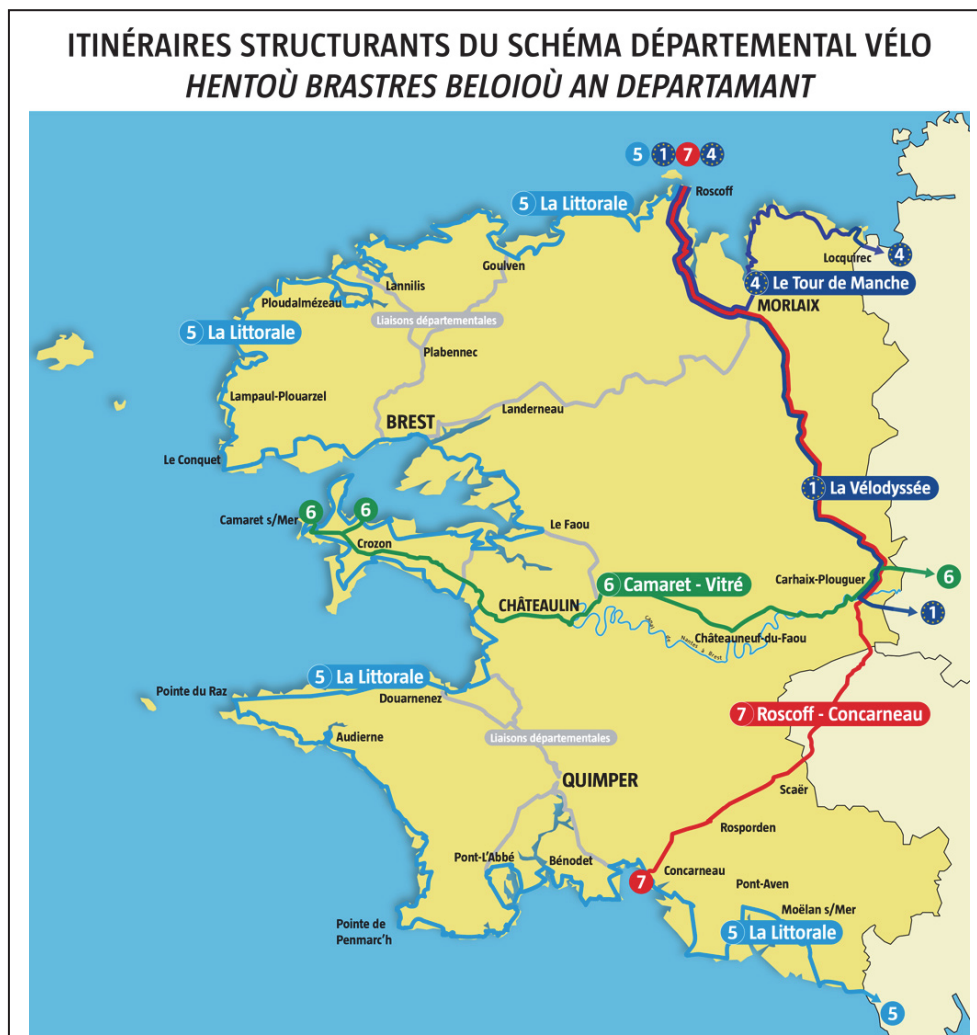 ITINÉRAIRES STRUCTURANTS DU SCHÉMA DÉPARTEMENTAL VÉLO
HENTOÙ BRASTRES BELOIOÙ AN DEPARTAMANT
5 1 7 4
Roscoff
5 La Littorale
Locquirec
4
Goulven
4 Le Tour de Manche
Lannilis
MORLAIX
Ploudalmézeau
Liaisons départementales
5 La Littorale
Plabennec
Lampaul-Plouarzel
Landerneau
BREST
Le Conquet
1 La Vélodyssée
6
6
Camaret s/Mer
Le Faou
Crozon
Carhaix-Plouguer
6
6 Camaret - Vitré
CHÂTEAULIN
1
Canal de Nantes à Brest
Châteauneuf-du-Faou
5 La Littorale
Pointe du Raz
Douarnenez
7 Roscoff - Concarneau
Audierne
Liaisons départementales
QUIMPER
Scaër
Rosporden
Pont-L'Abbé
Bénodet
Concarneau
7
Pont-Aven
Moëlan s/Mer
Pointe de
Penmarc'h
5 La Littorale
5